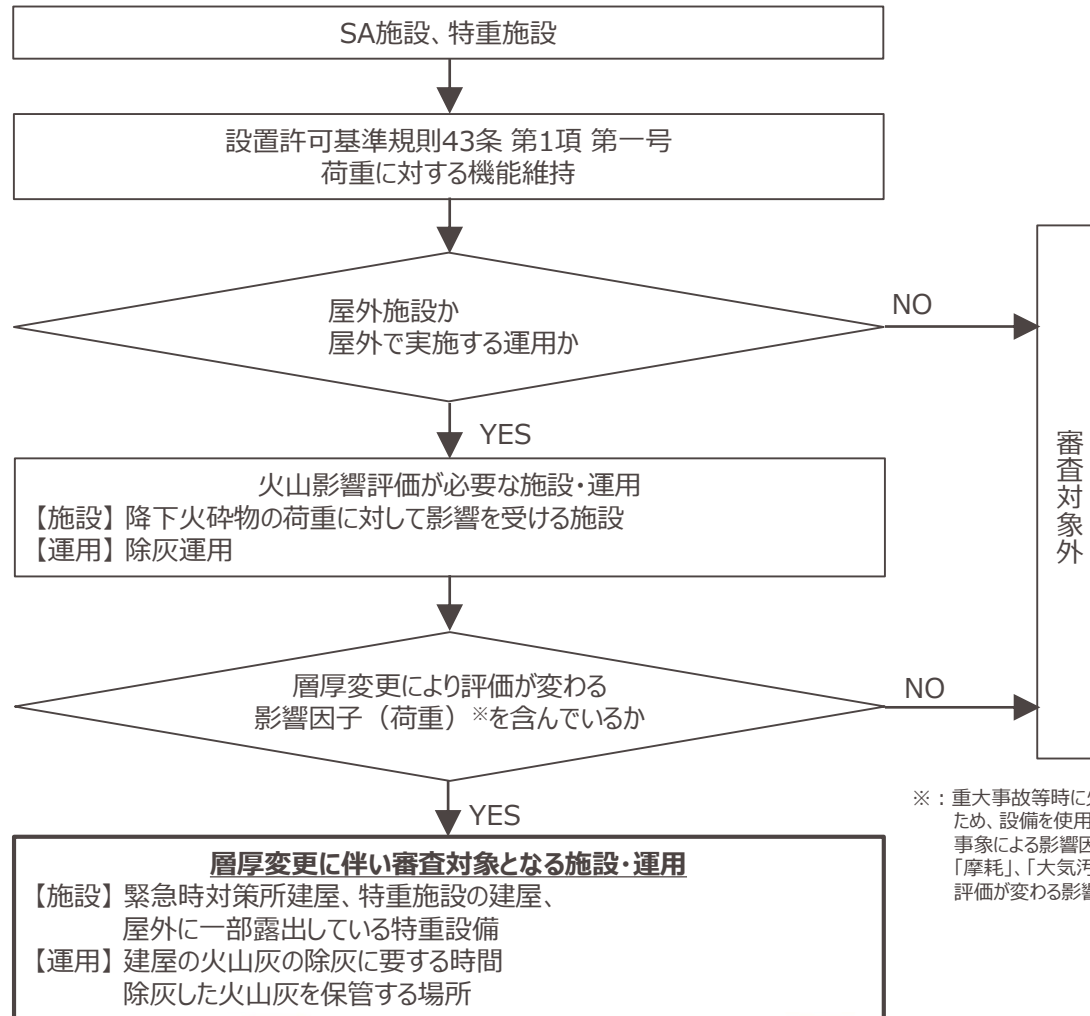 SA施設、特重施設
設置許可基準規則43条 第1項 第一号
荷重に対する機能維持
屋外施設か
屋外で実施する運用か
NO
YES
審査対象外
火山影響評価が必要な施設・運用
【施設】降下火砕物の荷重に対して影響を受ける施設
【運用】除灰運用
層厚変更により評価が変わる
影響因子（荷重）※を含んでいるか
NO
YES
※：重大事故等時に
ため、設備を使用
事象による影響因
「摩耗」、「大気汚
評価が変わる影響
層厚変更に伴い審査対象となる施設・運用
【施設】緊急時対策所建屋、特重施設の建屋、
屋外に一部露出している特重設備
【運用】建屋の火山灰の除灰に要する時間
除灰した火山灰を保管する場所